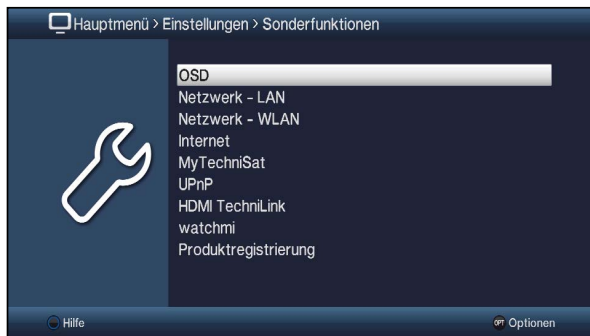 Hauptmenü > Einstellungen > Sonderfunktionen
OSD
Netzwerk - LAN
Netzwerk - WLAN
Internet
MyTechniSat
UPnP
HDMI TechniLink
watchmi
Produktregistrierung
Hilfe
OPT Optionen